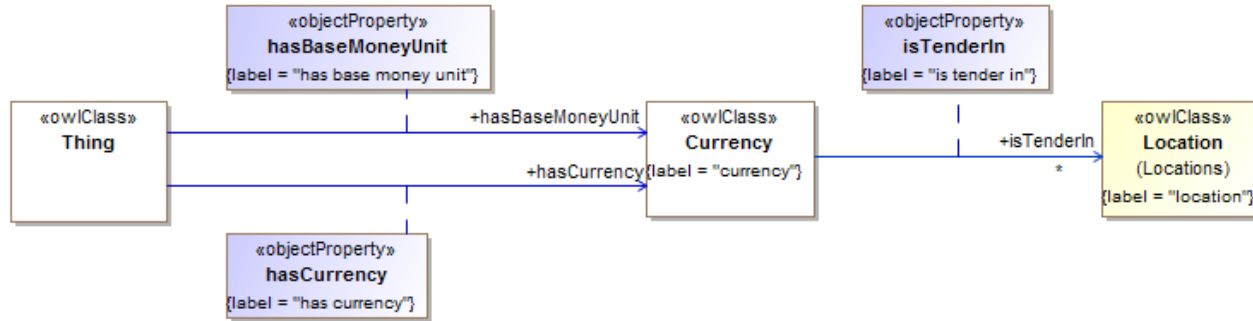 «objectProperty»
hasBaseMoneyUnit
{label = "has base money unit"}
«objectProperty»
isTenderIn
{label = "is tender in"}
«owlClass»
Thing
+hasBaseMoneyUnit
+hasCurrency
«owlClass»
Currency
{label = "currency"}
+isTenderIn
*
«owlClass»
Location
(Locations)
{label = "location"}
«objectProperty»
hasCurrency
{label = "has currency"}